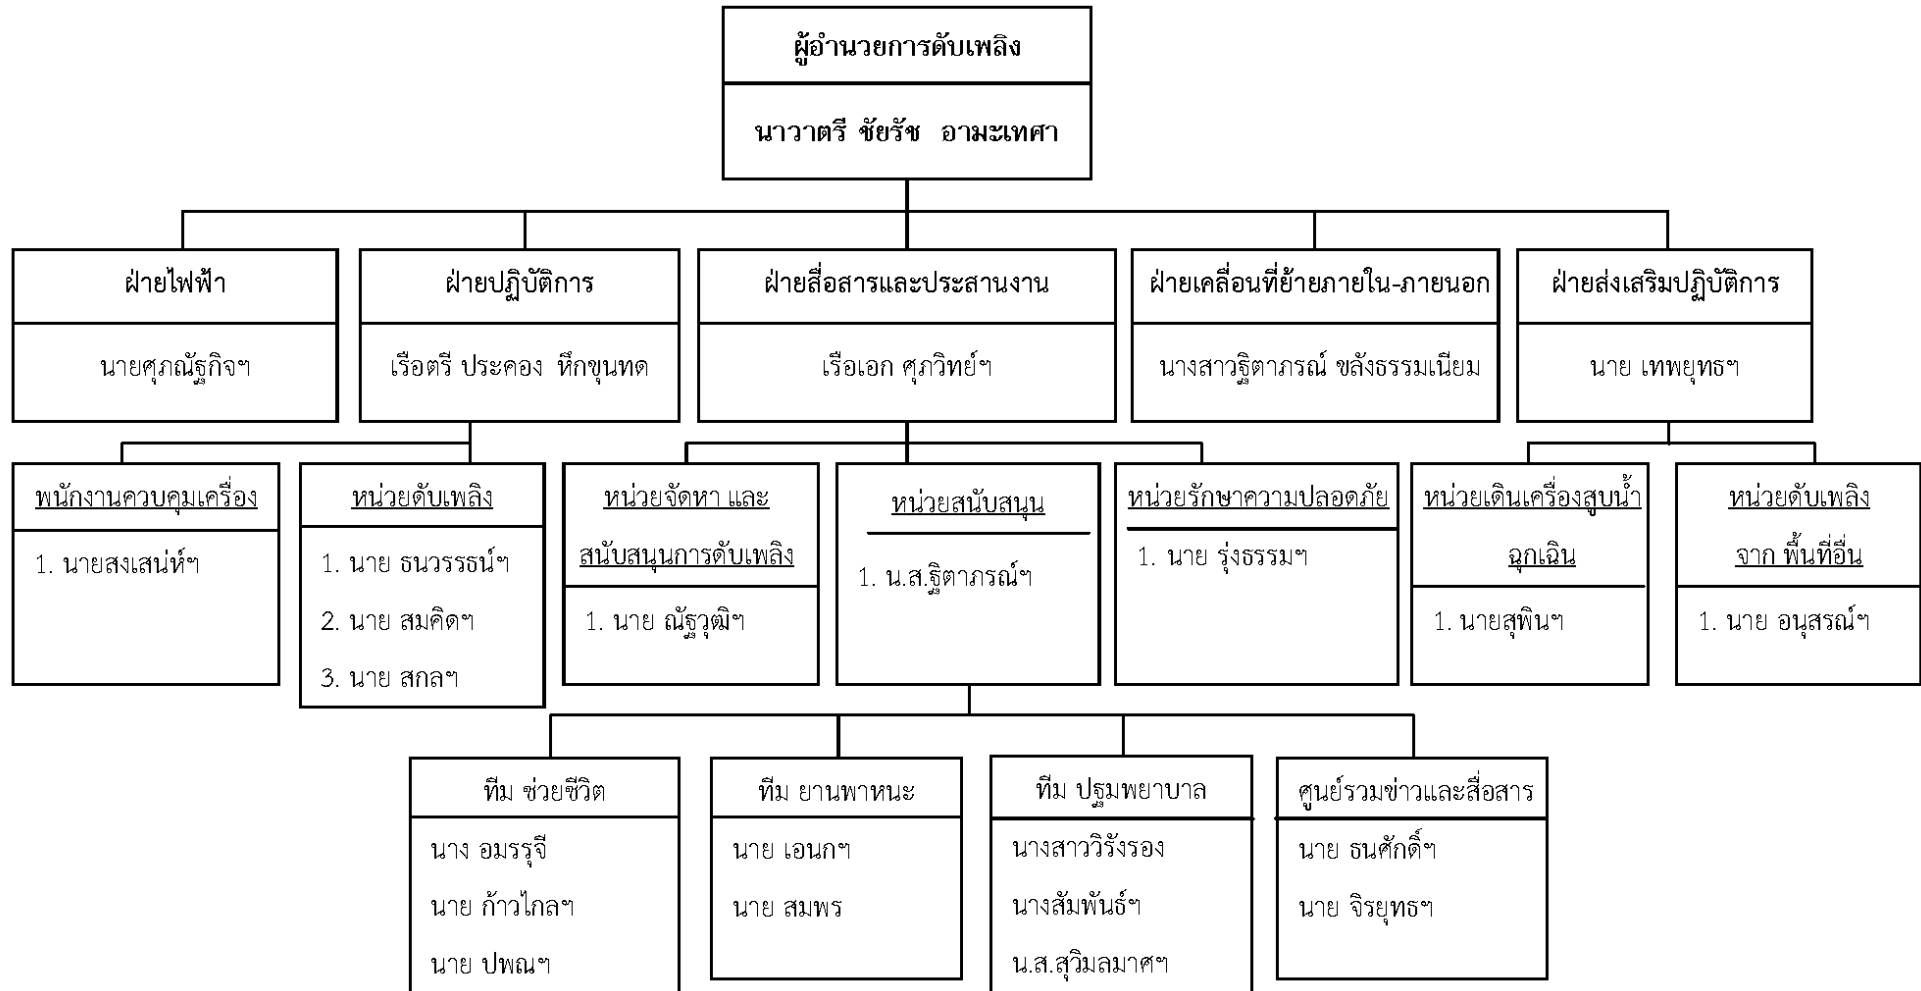 ผู้อำนวยการดับเพลิง
นาวาตรี ชัยรัช อามะเทศา
ฝ่ายไฟฟ้า
นายศุภณัฐกิจฯ
ฝ่ายปฏิบัติการ
เรือตรี ประคอง หึกขุนทด
ฝ่ายสื่อสารและประสานงาน
เรือเอก ศุภวิทย์ฯ
ฝ่ายเคลื่อนที่ย้ายภายใน-ภายนอก
นางสาวฐิตาภรณ์ ขลังธรรมเนียม
ฝ่ายส่งเสริมปฏิบัติการ
นาย เทพยุทธฯ
พนักงานควบคุมเครื่อง
1. นายสงเสน่ห์ฯ
หน่วยดับเพลิง
1. นาย ธนวรรธน์ฯ
2. นาย สมคิดฯ
3. นาย สกลฯ
หน่วยจัดหา และ
สนับสนุนการดับเพลิง
1. นาย ณัฐวุฒิฯ
หน่วยสนับสนุน
1. น.ส.ฐิตาภรณ์ฯ
หน่วยรักษาความปลอดภัย
1. นาย รุ่งธรรมฯ
หน่วยเดินเครื่องสูบน้ำ
ฉุกเฉิน
1. นายสุพินฯ
หน่วยดับเพลิง
จาก พื้นที่อื่น
1. นาย อนุสรณ์ฯ
ทีม ช่วยชีวิต
นาง อมรรุจี
นาย ก้าวไกลฯ
นาย ปพณฯ
ทีม ยานพาหนะ
นาย เอนกฯ
นาย สมพร
ทีม ปฐมพยาบาล
นางสาววิรังรอง
นางสัมพันธ์ฯ
น.ส.สุวิมลมาศฯ
ศูนย์รวมข่าวและสื่อสาร
นาย ธนศักดิ์ฯ
นาย จิรยุทธฯ